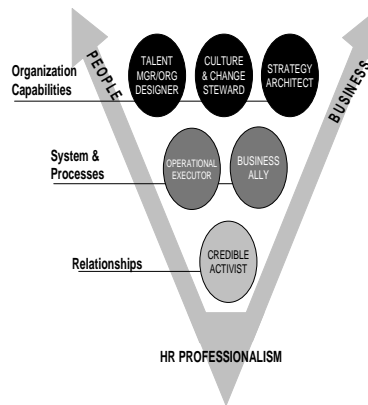 Organization
Capabilities
PEOPLE
TALENT
MGR/ORG
DESIGNER
CULTURE
& CHANGE
STEWARD
STRATEGY
ARCHITECT
BUSINESS
System &
Processes
OPERATIONAL
EXECUTOR
BUSINESS
ALLY
Relationships
CREDIBLE
ACTIVIST
HR PROFESSIONALISM